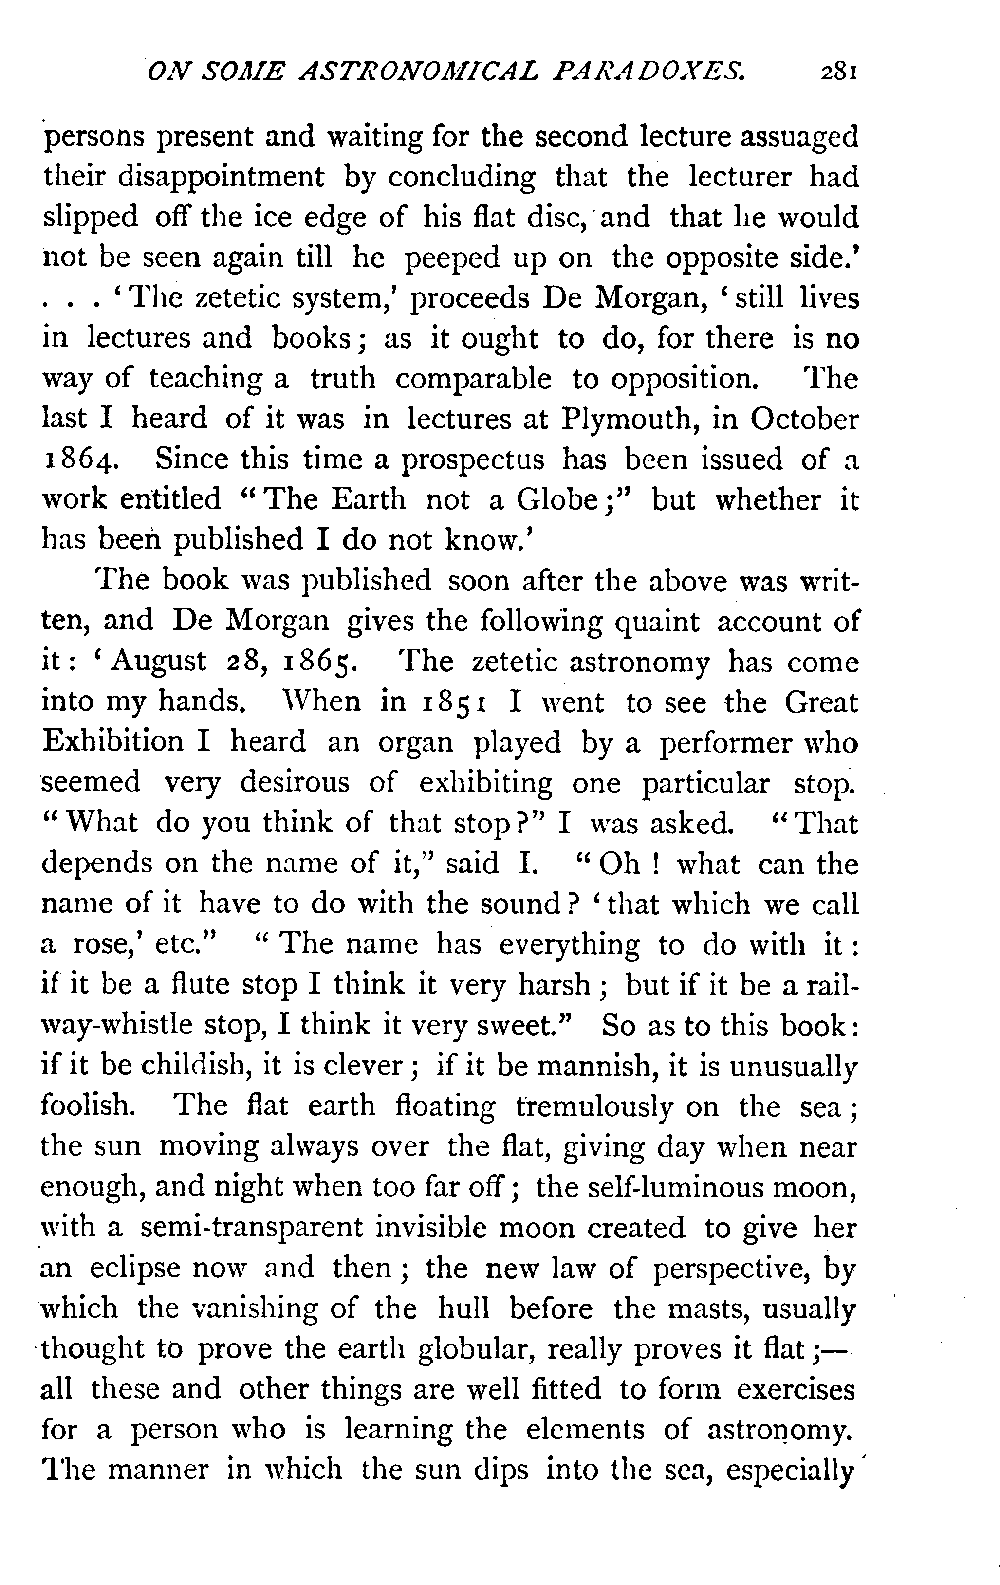 ON SOME ASTRONOMICAL PARADOXES. 281
persons present and waiting for the second lecture assuaged
their disappointment by concluding that the lecturer had
slipped off the ice edge of his flat disc, and that he would
not be seen again till he peeped up on the opposite side.'
. . . ‘ The zetetic system,’ proceeds De Morgan, ‘ still lives
in lectures and books ; as it ought to do, for there is no
way of teaching a truth comparable to opposition. The
last I heard of it was in lectures at Plymouth, in October
1864. Since this time a prospectus has been issued of a
work entitled “ The Earth not a Globe ;” but whether it
has been published I do not know.’
The book was published soon after the above was writ-
ten, and De Morgan gives the following quaint account of
it : ‘ August 28, 1865. The zetetic astronomy has come
into my hands. When in 1851 I went to see the Great
Exhibition I heard an organ played by a performer who
seemed very desirous of exhibiting one particular stop.
“ What do you think of that stop ?” I was asked. “ That
depends on the name of it,” said I. “ Oh ! what can the
name of it have to do with the sound ? ‘ that which we call
a rose,’ etc.” “ The name has everything to do with it :
if it be a flute stop I think it very harsh ; but if it be a rail-
way-whistle stop, I think it very sweet.” So as to this book :
if it be childish, it is clever ; if it be mannish, it is unusually
foolish. The flat earth floating tremulously on the sea ;
the sun moving always over the flat, giving day when near
enough, and night when too far off ; the self-luminous moon,
with a semi-transparent invisible moon created to give her
an eclipse now and then ; the new law of perspective, by
which the vanishing of the hull before the masts, usually
thought to prove the earth globular, really proves it flat ;—
all these and other things are well fitted to form exercises
for a person who is learning the elements of astronomy.
The manner in which the sun dips into the sea, especially